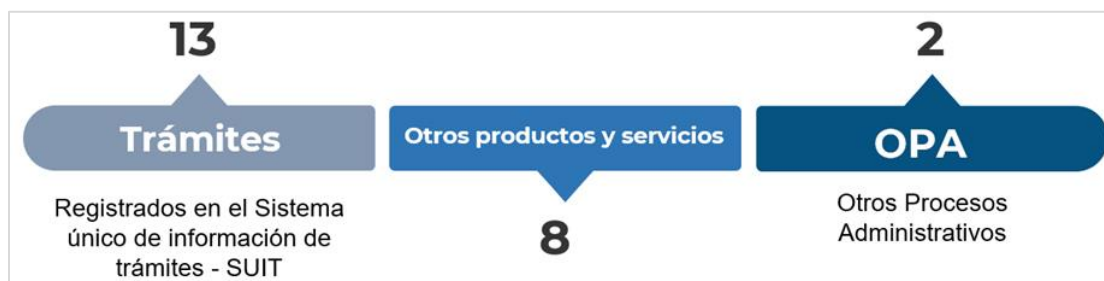 13
Trámites
Registrados en el Sistema
único de información de
trámites - SUIT
Otros productos y servicios
8
2
OPA
Otros Procesos
Administrativos